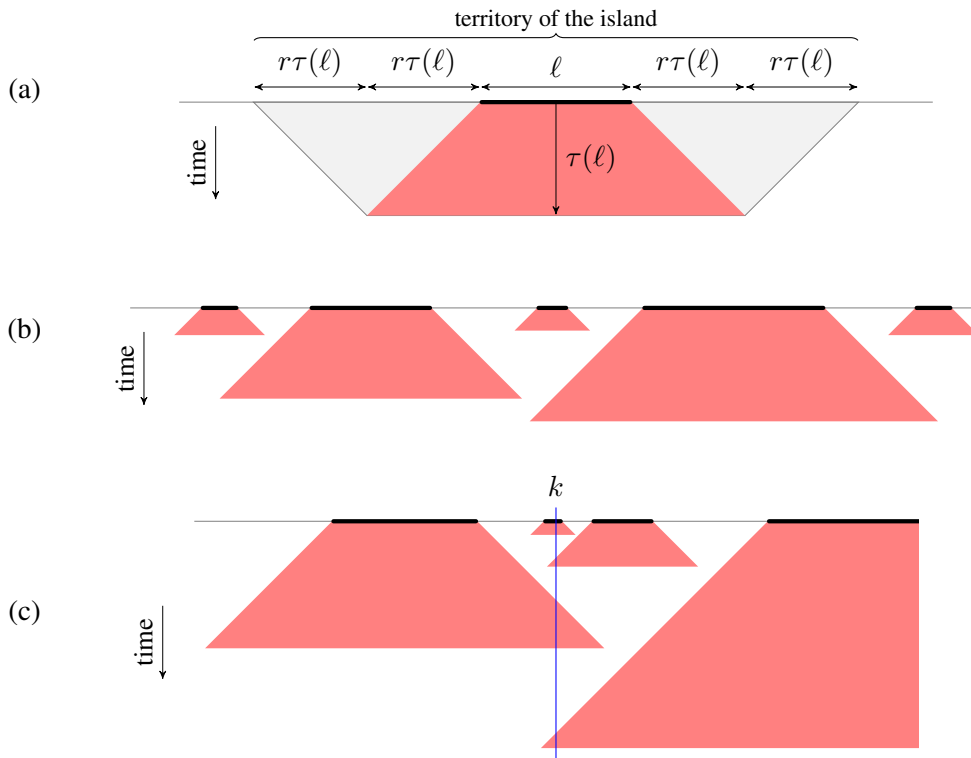 territory of the island
rτ(ℓ) rτ(ℓ) ℓ rτ(ℓ) rτ(ℓ)
(a)
time
τ(ℓ)
(b)
time
k
(c)
time